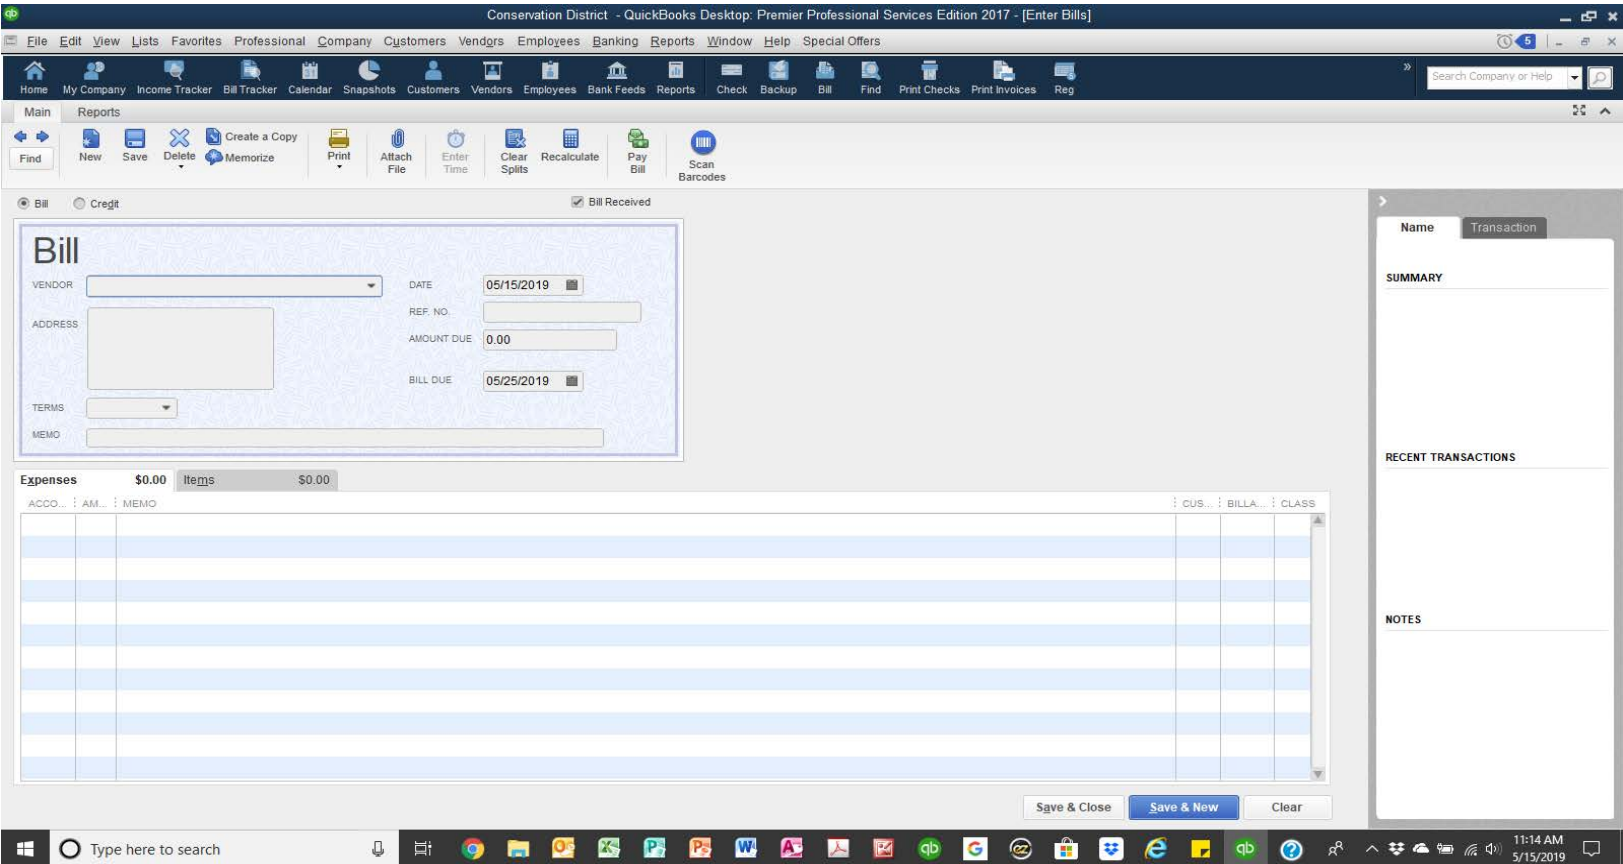 qb Conservation District - QuickBooks Desktop: Premier Professional Services Edition 2017 - [Enter Bills]
File Edit View Lists Favorites Professional Company Customers Vendors Employees Banking Reports Window Help Special Offers 5
Home My Company Income Tracker Bill Tracker Calendar Snapshots Customers Vendors Employees Bank Feeds Reports Check Backup Bill Find Print Checks Print Invoices Reg » Search Company or Help
Main Reports
Find New Save Delete Create a Copy
Memorize
Print Attach File Enter Time Clear Splits Recalculate Pay Bill Scan Barcodes
Bill Credit Bill Received
Bill
VENDOR DATE 05/15/2019
ADDRESS REF. NO.
AMOUNT DUE 0.00
BILL DUE 05/25/2019
TERMS
MEMO
Expenses $0.00 Items $0.00
ACCO... AM... MEMO CUS... BILLA... CLASS
Save & Close Save & New Clear
Name Transaction
SUMMARY
RECENT TRANSACTIONS
NOTES
Type here to search
11:14 AM
5/15/2019